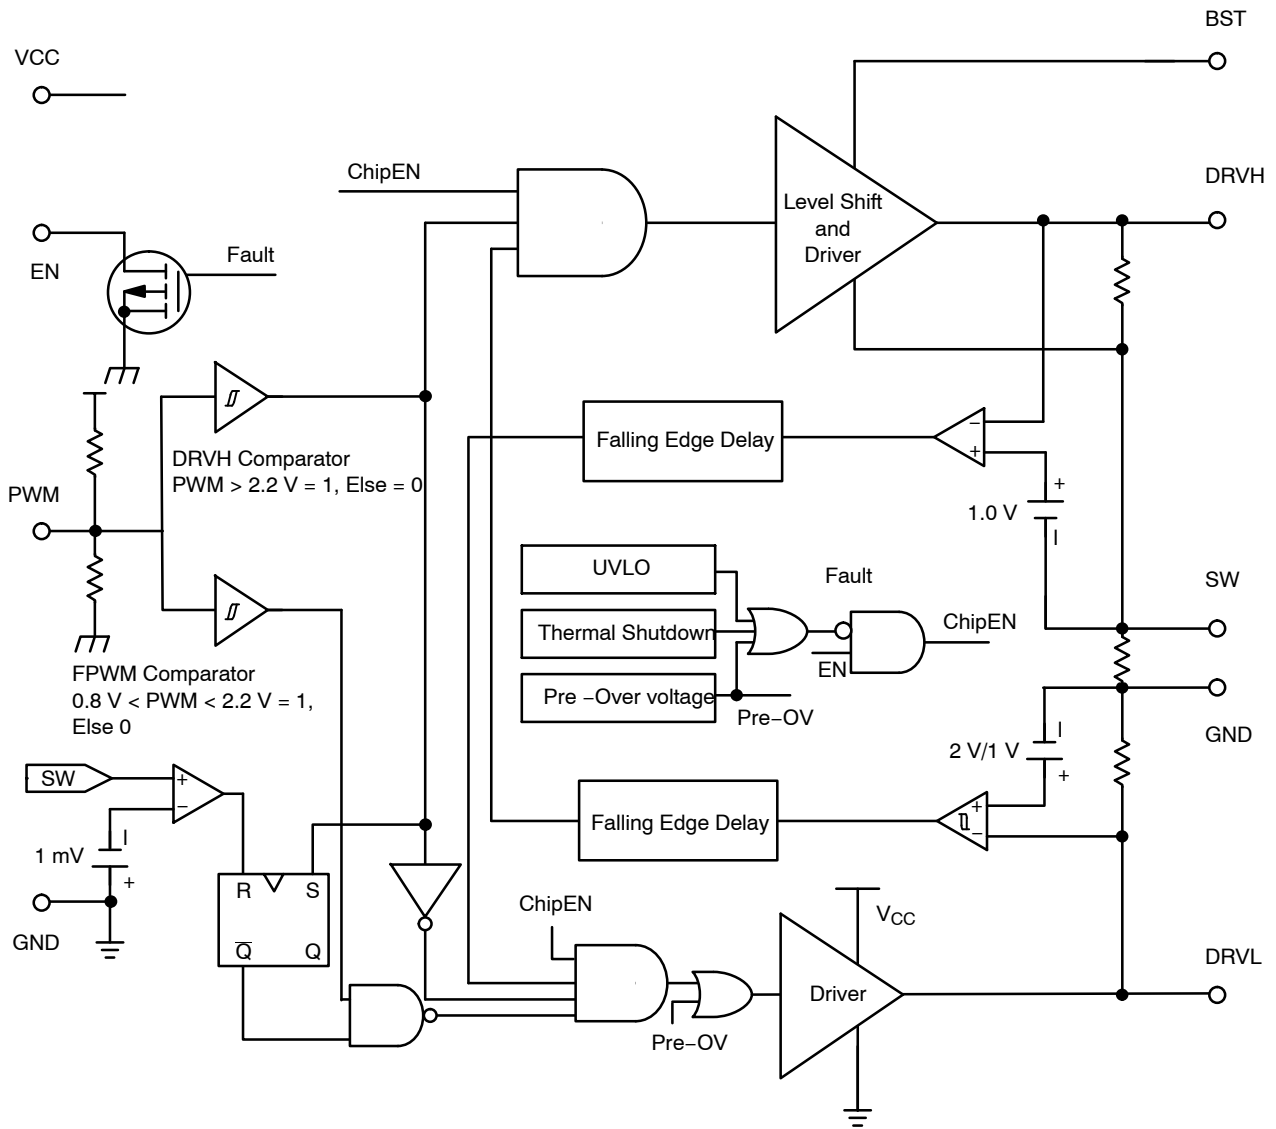 BST
VCC
ChipEN
DRVH
Level Shift
and
Driver
Fault
EN
DRVH Comparator
PWM > 2.2 V = 1, Else = 0
Falling Edge Delay
−
+
+
1.0 V
I
PWM
UVLO
Fault
SW
Thermal Shutdown
ChipEN
EN
Pre −Over voltage
Pre−OV
FPWM Comparator
0.8 V < PWM < 2.2 V = 1,
Else 0
GND
I
2 V/1 V
+
SW
+
−
Falling Edge Delay
+
−
I
1 mV
+
R
S
ChipEN
VCC
GND
Q
Q
DRVL
Driver
Pre−OV